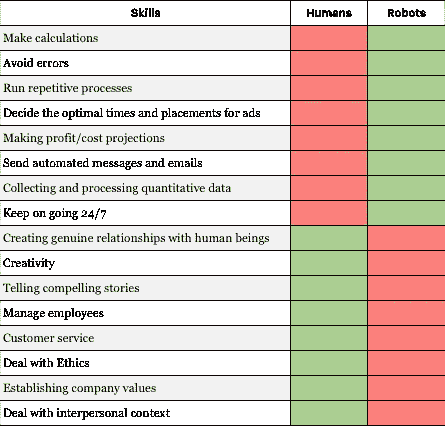 Skills Humans Robots
Make calculations
Avoid errors
Run repetitive processes
Decide the optimal times and placements for ads
Making profit/cost projections
Send automated messages and emails
Collecting and processing quantitative data
Keep on going 24/7
Creating genuine relationships with human beings
Creativity
Telling compelling stories
Manage employees
Customer service
Deal with Ethics
Establishing company values
Deal with interpersonal context